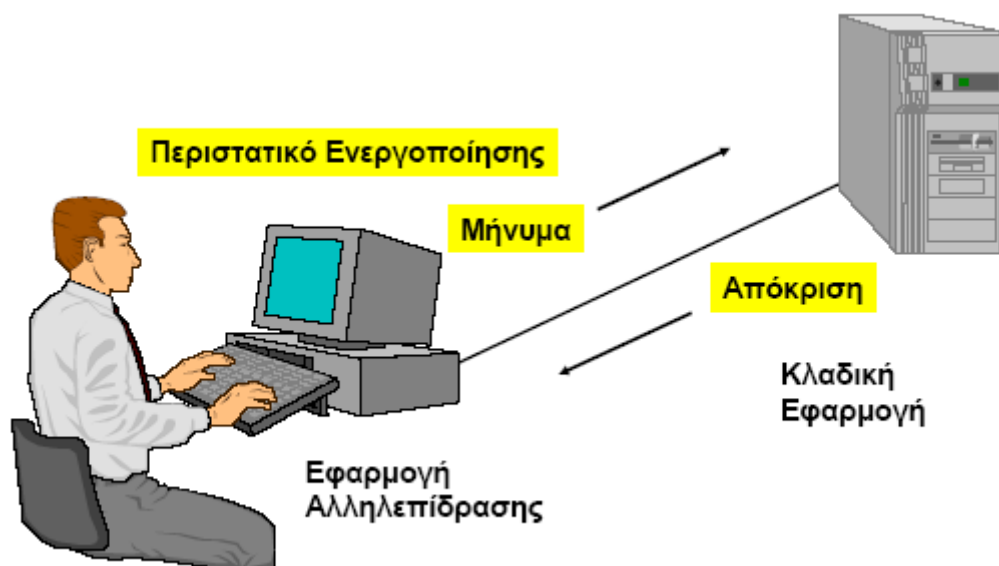 Περιστατικό Ενεργοποίησης
Μήνυμα
Απόκριση
Κλαδική
Εφαρμογή
Εφαρμογή
Αλληλεπίδρασης